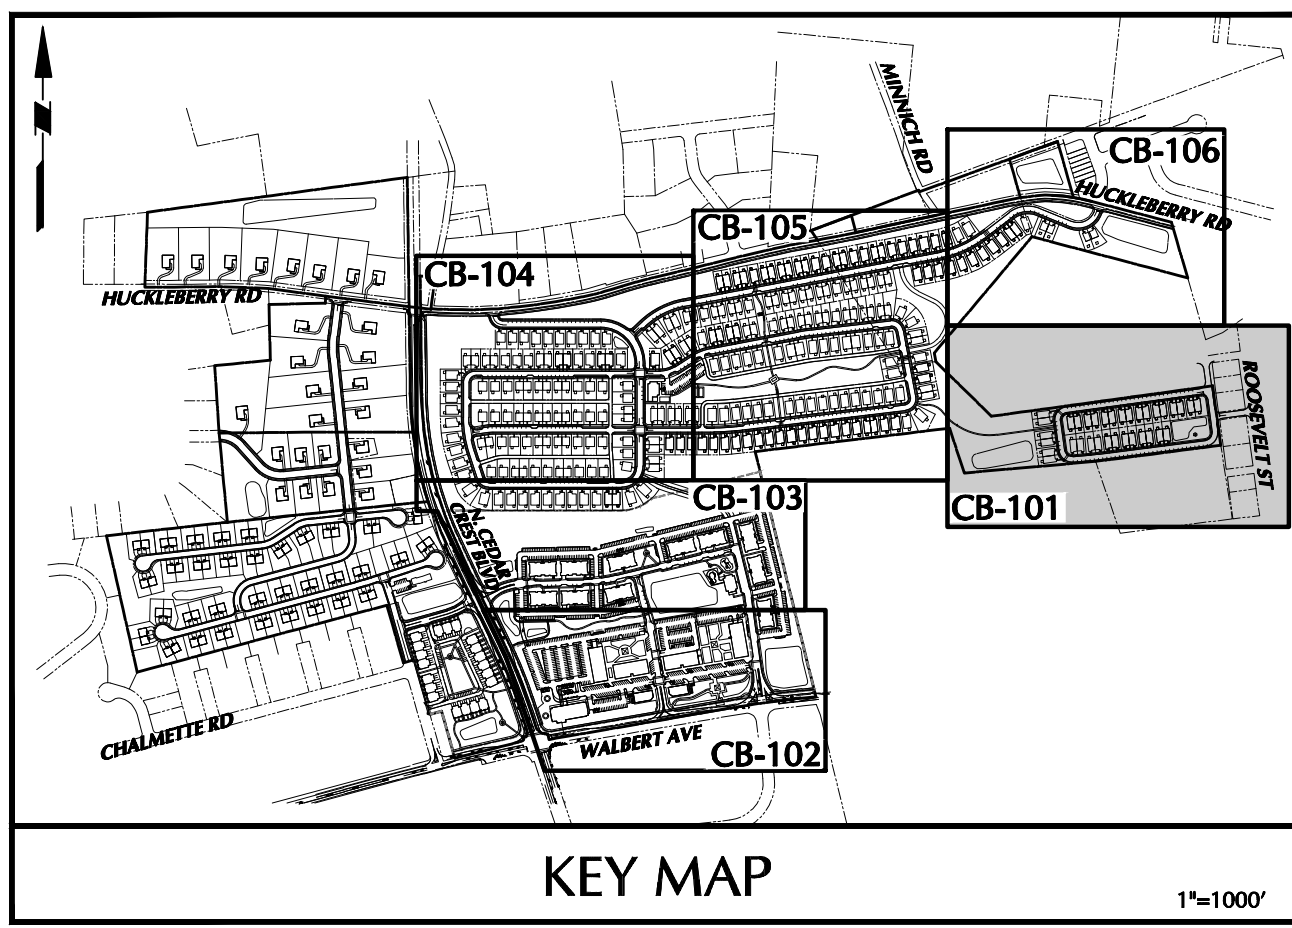 MINNICH RD
CB-106
HUCKLEBERRY RD
CB-105
CB-104
HUCKLEBERRY RD
ROOSEVELT ST
CB-103
CB-101
N. CEDAR
CREST BLVD
CHALMETTE RD
WALBERT AVE
CB-102
KEY MAP
1"=1000'